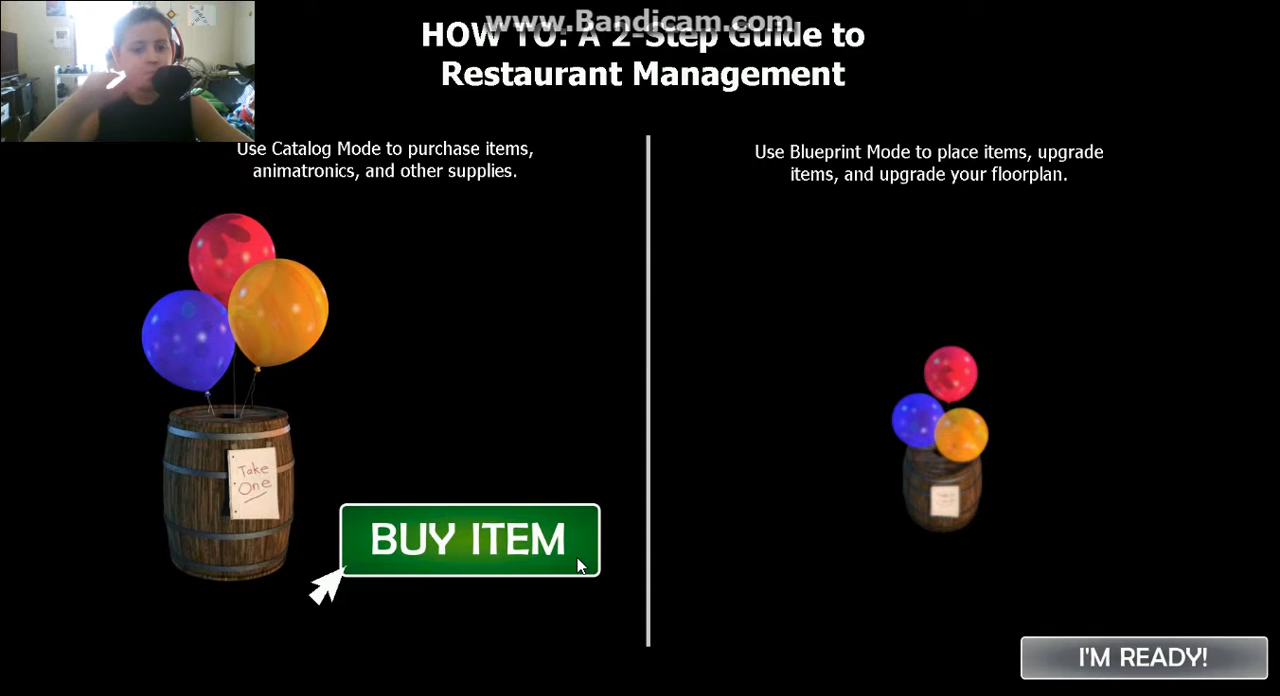 www.Bandicam.com
HOW TO: A 2-Step Guide to
Restaurant Management
Use Catalog Mode to purchase items,
animatronics, and other supplies.
Use Blueprint Mode to place items, upgrade
items, and upgrade your floorplan.
Take
One
BUY ITEM
I'M READY!